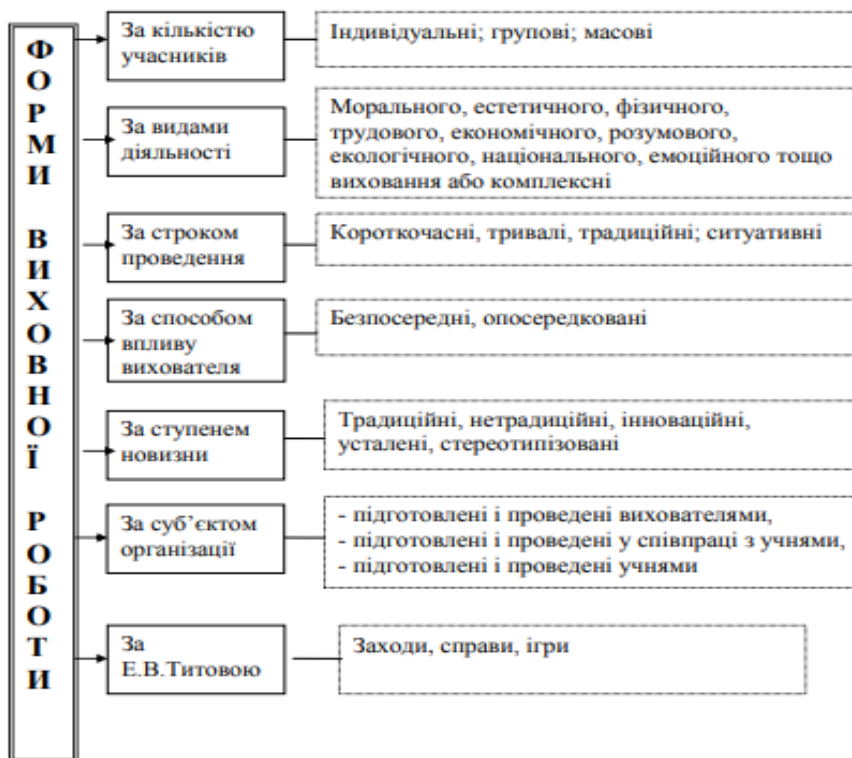 ФОРМИ ВИХОВНОЇ РОБОТИ
За кількістю
учасників
Індивідуальні; групові; масові
За видами
діяльності
Морального, естетичного, фізичного,
трудового, економічного, розумового,
екологічного, національного, емоційного тощо
виховання або комплексні
За строком
проведення
Короткочасні, тривалі, традиційні; ситуативні
За способом
впливу
вихователя
Безпосередні, опосередковані
За ступенем
новизни
Традиційні, нетрадиційні, інноваційні,
усталені, стереотипізовані
За суб’єктом
організації
- підготовлені і проведені вихователями,
- підготовлені і проведені у співпраці з учнями,
- підготовлені і проведені учнями
За
Е.В.Титовою
Заходи, справи, ігри